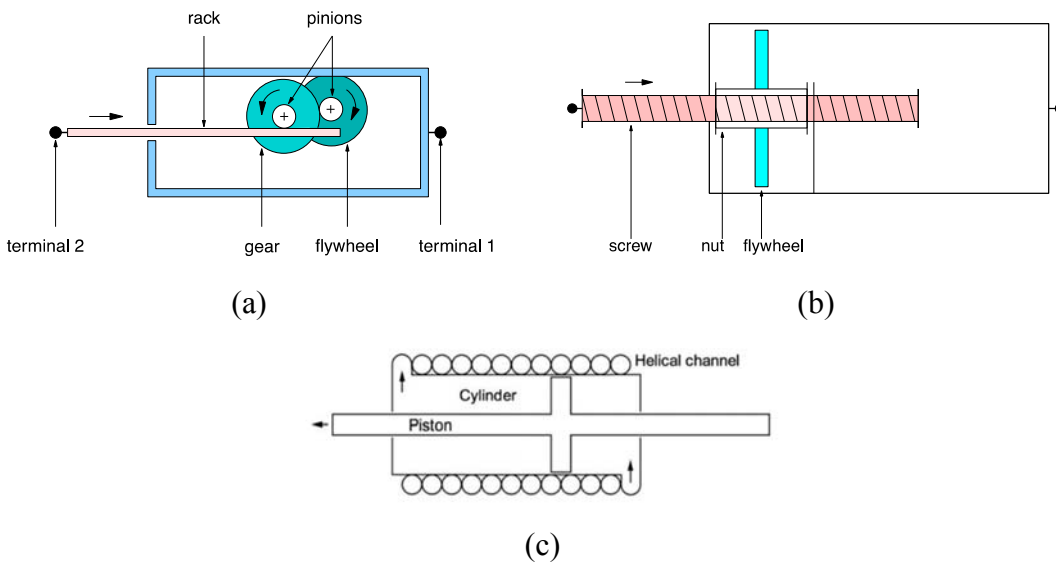 rack
pinions
terminal 2
gear
flywheel
terminal 1
(a)
screw
nut
flywheel
(b)
Helical channel
Cylinder
Piston
(c)